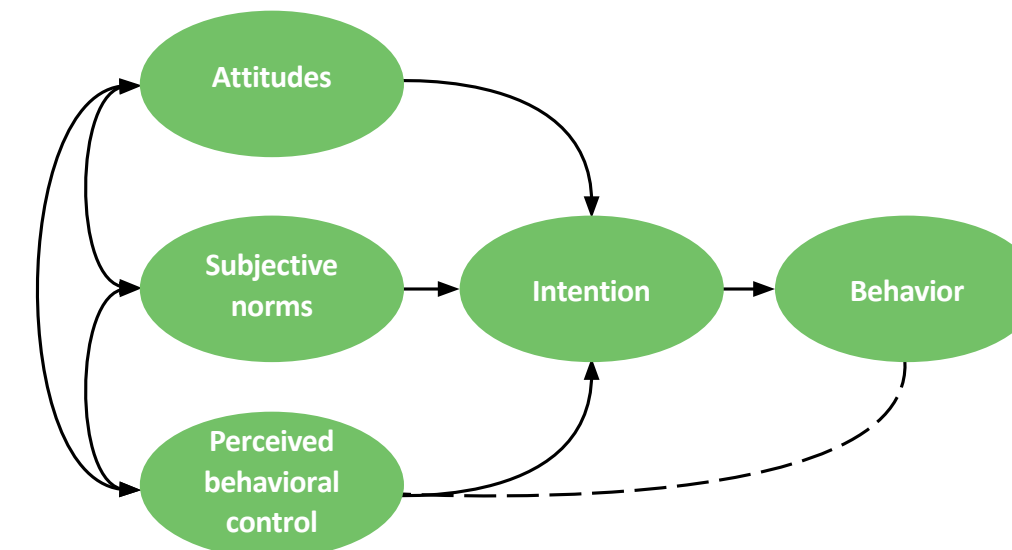 Attitudes
Subjective
norms
Intention
Behavior
Perceived
behavioral
control